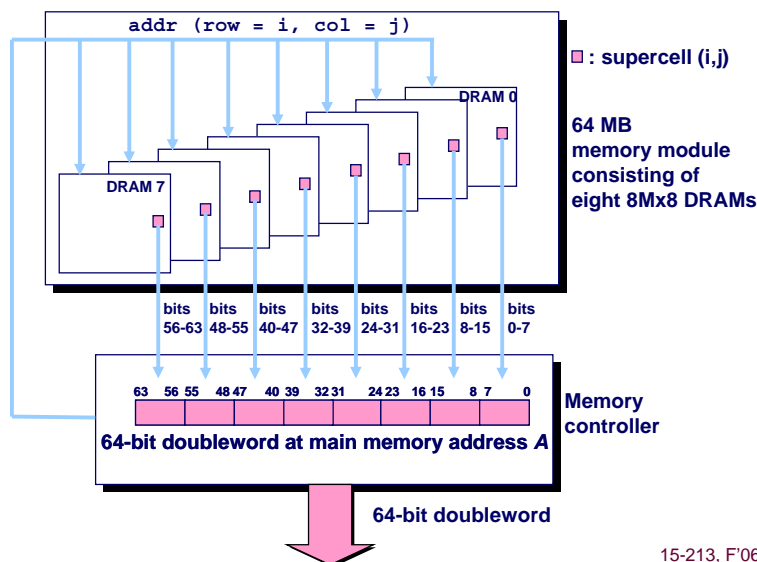 addr (row = i, col = j)
: supercell (i,j)
DRAM 0
64 MB
memory module
consisting of
eight 8Mx8 DRAMs
DRAM 7
bits
56-63
bits
48-55
bits
40-47
bits
32-39
bits
24-31
bits
16-23
bits
8-15
bits
0-7
63 56 55 48 47 40 39 32 31 24 23 16 15 8 7 0
Memory
controller
64-bit doubleword at main memory address A
64-bit doubleword
15-213, F'06